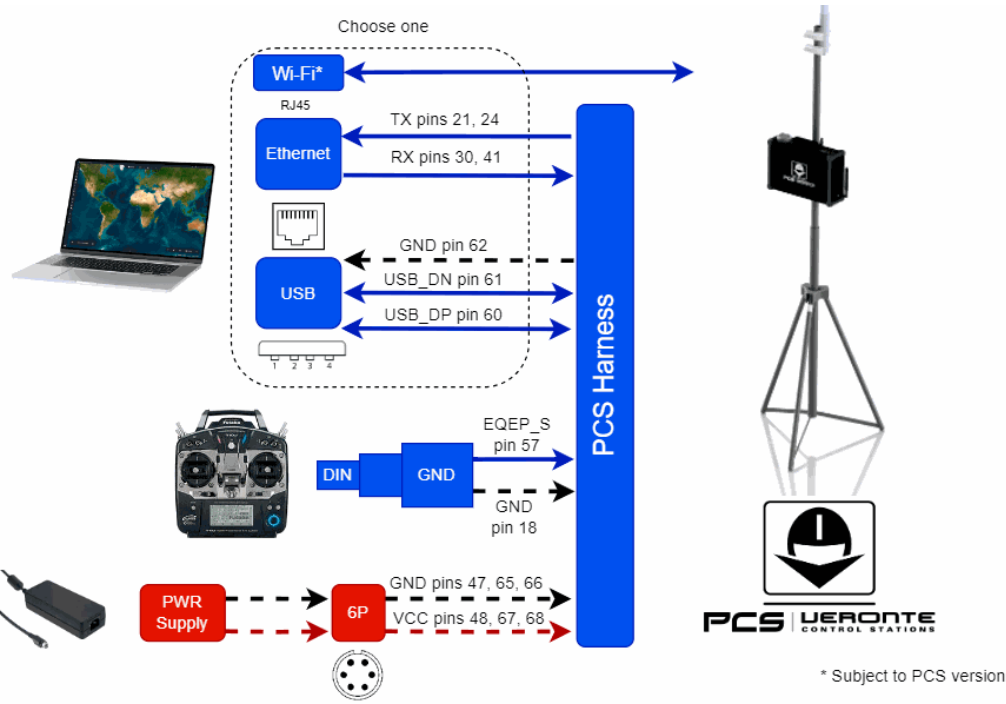 Choose one
Wi-Fi*
RJ45
Ethernet
TX pins 21, 24
RX pins 30, 41
USB
GND pin 62
USB_DN pin 61
USB_DP pin 60
1 2 3 4
PCS Harness
DIN
GND
EQEP_S
pin 57
GND
pin 18
PWR
Supply
6P
GND pins 47, 65, 66
VCC pins 48, 67, 68
Futaba
PCS VERONTE
CONTROL STATIONS
* Subject to PCS version